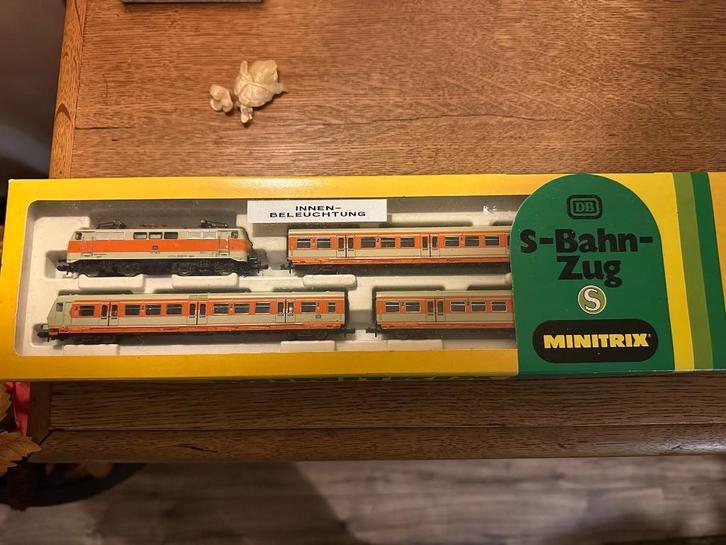 INNEN-
BELEUCHTUNG
DB
S-Bahn-
Zug
S
MINITRIX